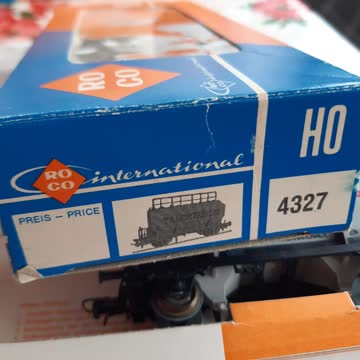 RO
CO
HO
RO
CO
international
PREIS – PRICE
4327